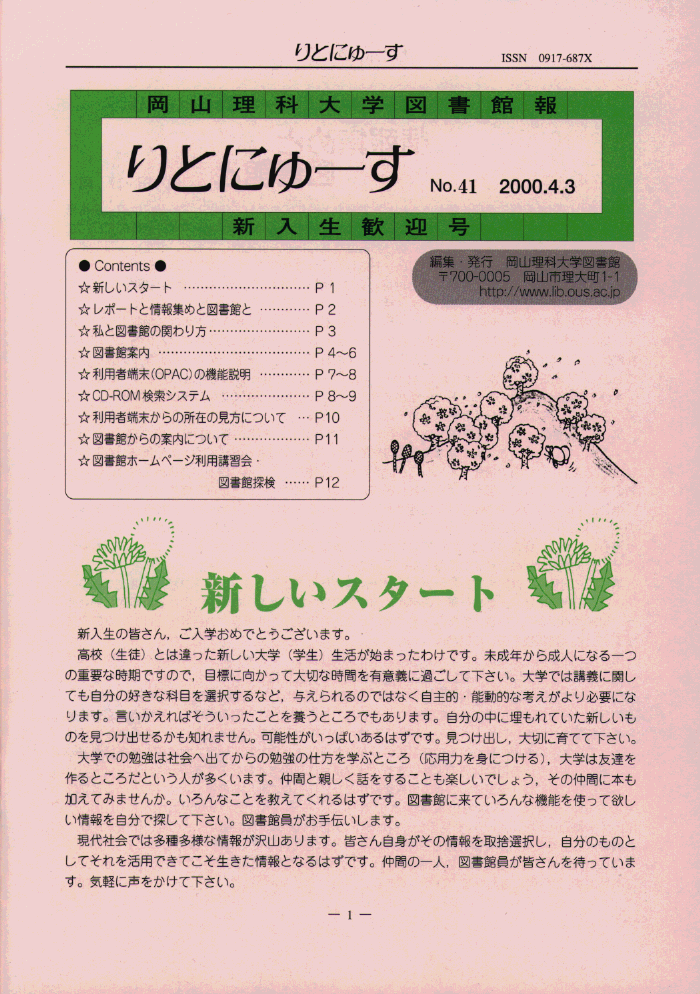 りとにゅーす
ISSN 0917-687X
岡山理科大学図書館報
りとにゅーす No.41 2000.4.3
新入生歓迎号
● Contents ●
☆新しいスタート ………………… P 1
☆レポートと情報集めと図書館と ………… P 2
☆私と図書館の関わり方…………………… P 3
☆図書館案内 ……………………………… P 4〜6
☆利用者端末(OPAC)の機能説明 ………… P 7〜8
☆CD-ROM検索システム ………………… P 8〜9
☆利用者端末からの所在の見方について … P10
☆図書館からの案内について ……………… P11
☆図書館ホームページ利用講習会・
図書館探検 …… P12
編集・発行 岡山理科大学図書館
〒700-0005 岡山市理大町1-1
http://www.lib.ous.ac.jp
新しいスタート
新入生の皆さん，ご入学おめでとうございます。
高校（生徒）とは違った新しい大学（学生）生活が始まったわけです。未成年から成人になる一つ
の重要な時期ですので，目標に向かって大切な時間を有意義に過ごして下さい。大学では講義に関し
ても自分の好きな科目を選択するなど，与えられるのではなく自主的・能動的な考えがより必要にな
ります。言いかえればそういったことを養うところでもあります。自分の中に埋もれていた新しいも
のを見つけ出せるかも知れません。可能性がいっぱいあるはずです。見つけ出し，大切に育てて下さい。
大学での勉強は社会へ出てからの勉強の仕方を学ぶところ（応用力を身につける），大学は友達を
作るところだという人が多くいます。仲間と親しく話をすることも楽しいでしょう，その仲間に本も
加えてみませんか。いろんなことを教えてくれるはずです。図書館に来ていろんな機能を使って欲し
い情報を自分で探して下さい。図書館員がお手伝いします。
現代社会では多種多様な情報が沢山あります。皆さん自身がその情報を取捨選択し，自分のものと
してそれを活用できてこそ生きた情報となるはずです。仲間の一人，図書館員が皆さんを待っていま
す。気軽に声をかけて下さい。
— 1 —